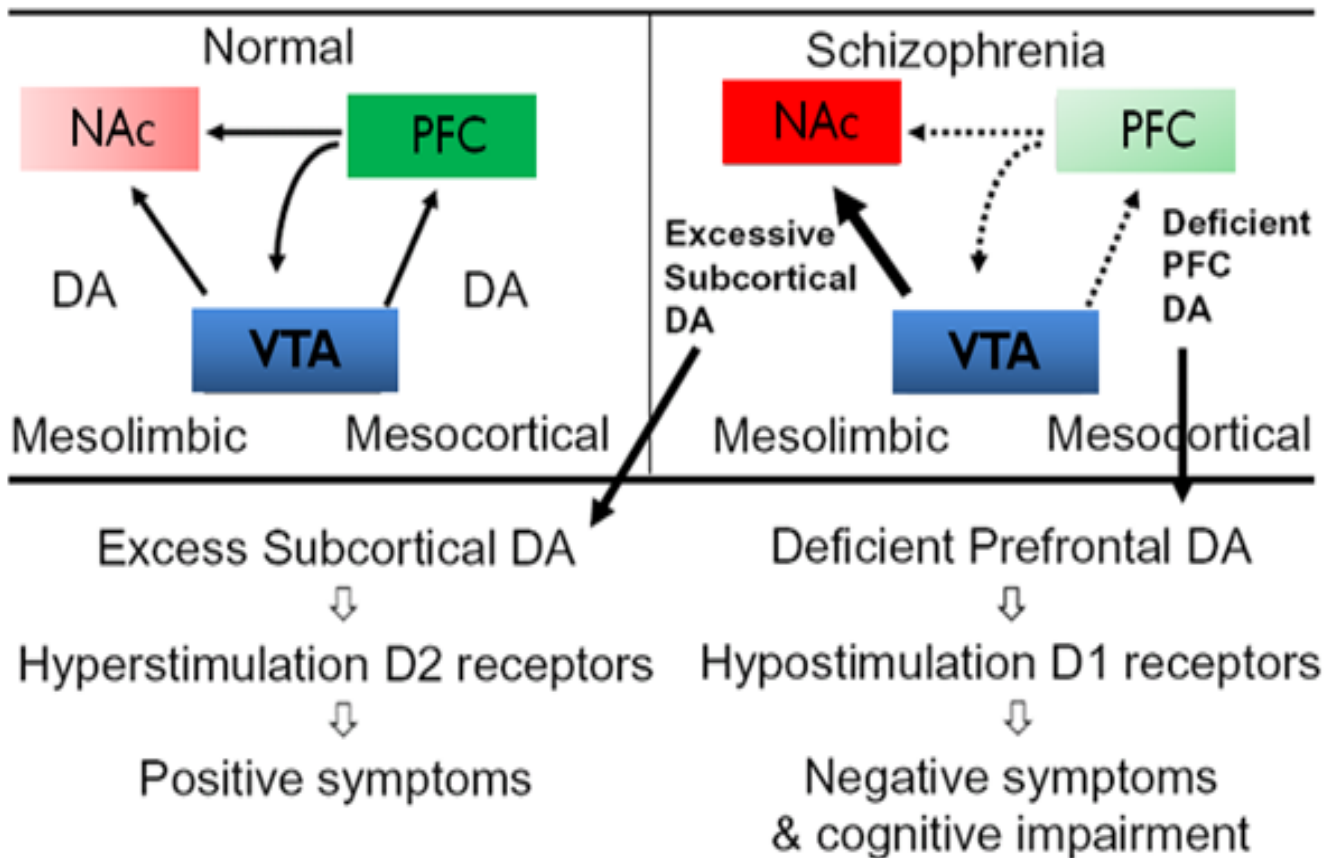 Normal
NAc
PFC
DA
DA
VTA
Mesolimbic
Mesocortical
Schizophrenia
NAc
PFC
Excessive
Subcortical
DA
Deficient
PFC
DA
VTA
Mesolimbic
Mesocortical
Excess Subcortical DA
Hyperstimulation D2 receptors
Positive symptoms
Deficient Prefrontal DA
Hypostimulation D1 receptors
Negative symptoms
& cognitive impairment